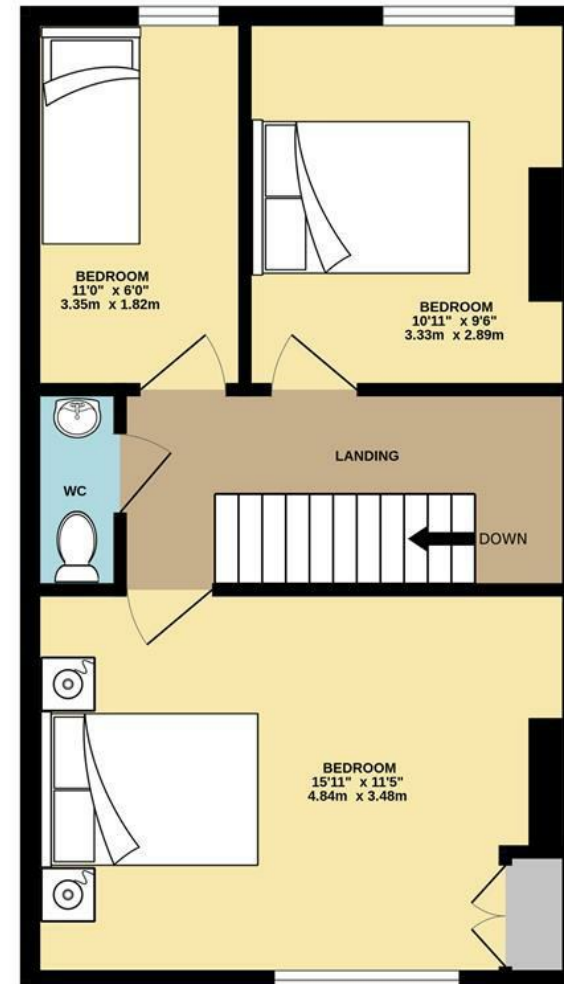 BEDROOM
11'0" x 6'0"
3.35m x 1.82m
BEDROOM
10'11" x 9'6"
3.33m x 2.89m
LANDING
WC
DOWN
BEDROOM
15'11" x 11'5"
4.84m x 3.48m